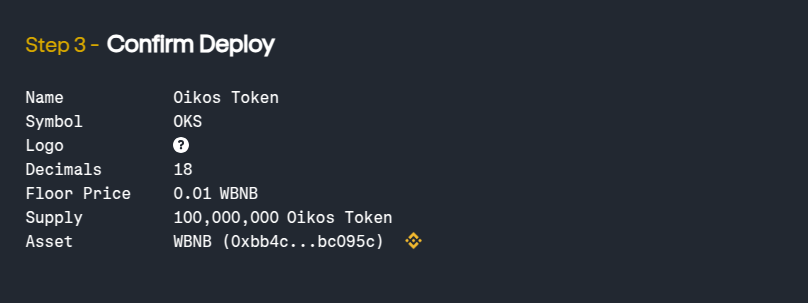 Step 3 - Confirm Deploy
Name Oikos Token
Symbol OKS
Logo ?
Decimals 18
Floor Price 0.01 WBNB
Supply 100,000,000 Oikos Token
Asset WBNB (0xbb4c...bc095c)